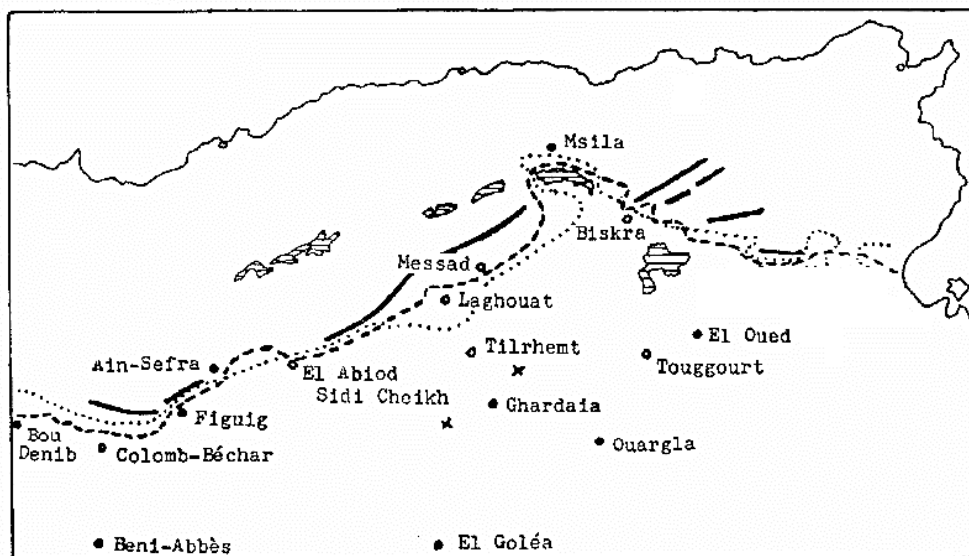 Msila
Biskra
Messad
Laghouat
El Oued
Ain-Sefra
Tilrhemt
Touggourt
El Abiod
Sidi Cheikh
Ghardaia
Figuig
Bou
Denib
Colomb-Béchar
Ouargla
Beni-Abbès
El Goléa